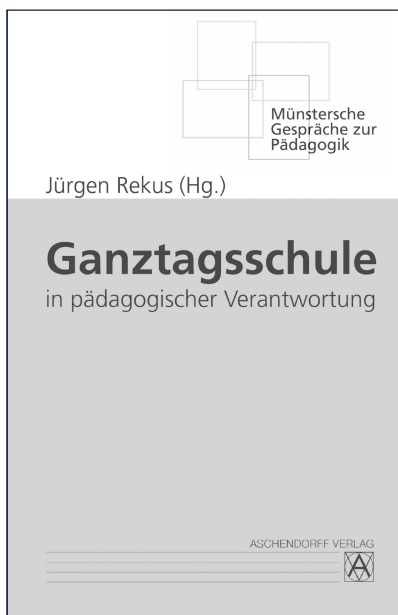 Münstersche
Gespräche zur
Pädagogik
Jürgen Rekus (Hg.)
Ganztagsschule
in pädagogischer Verantwortung
ASCHENDORFF VERLAG
A